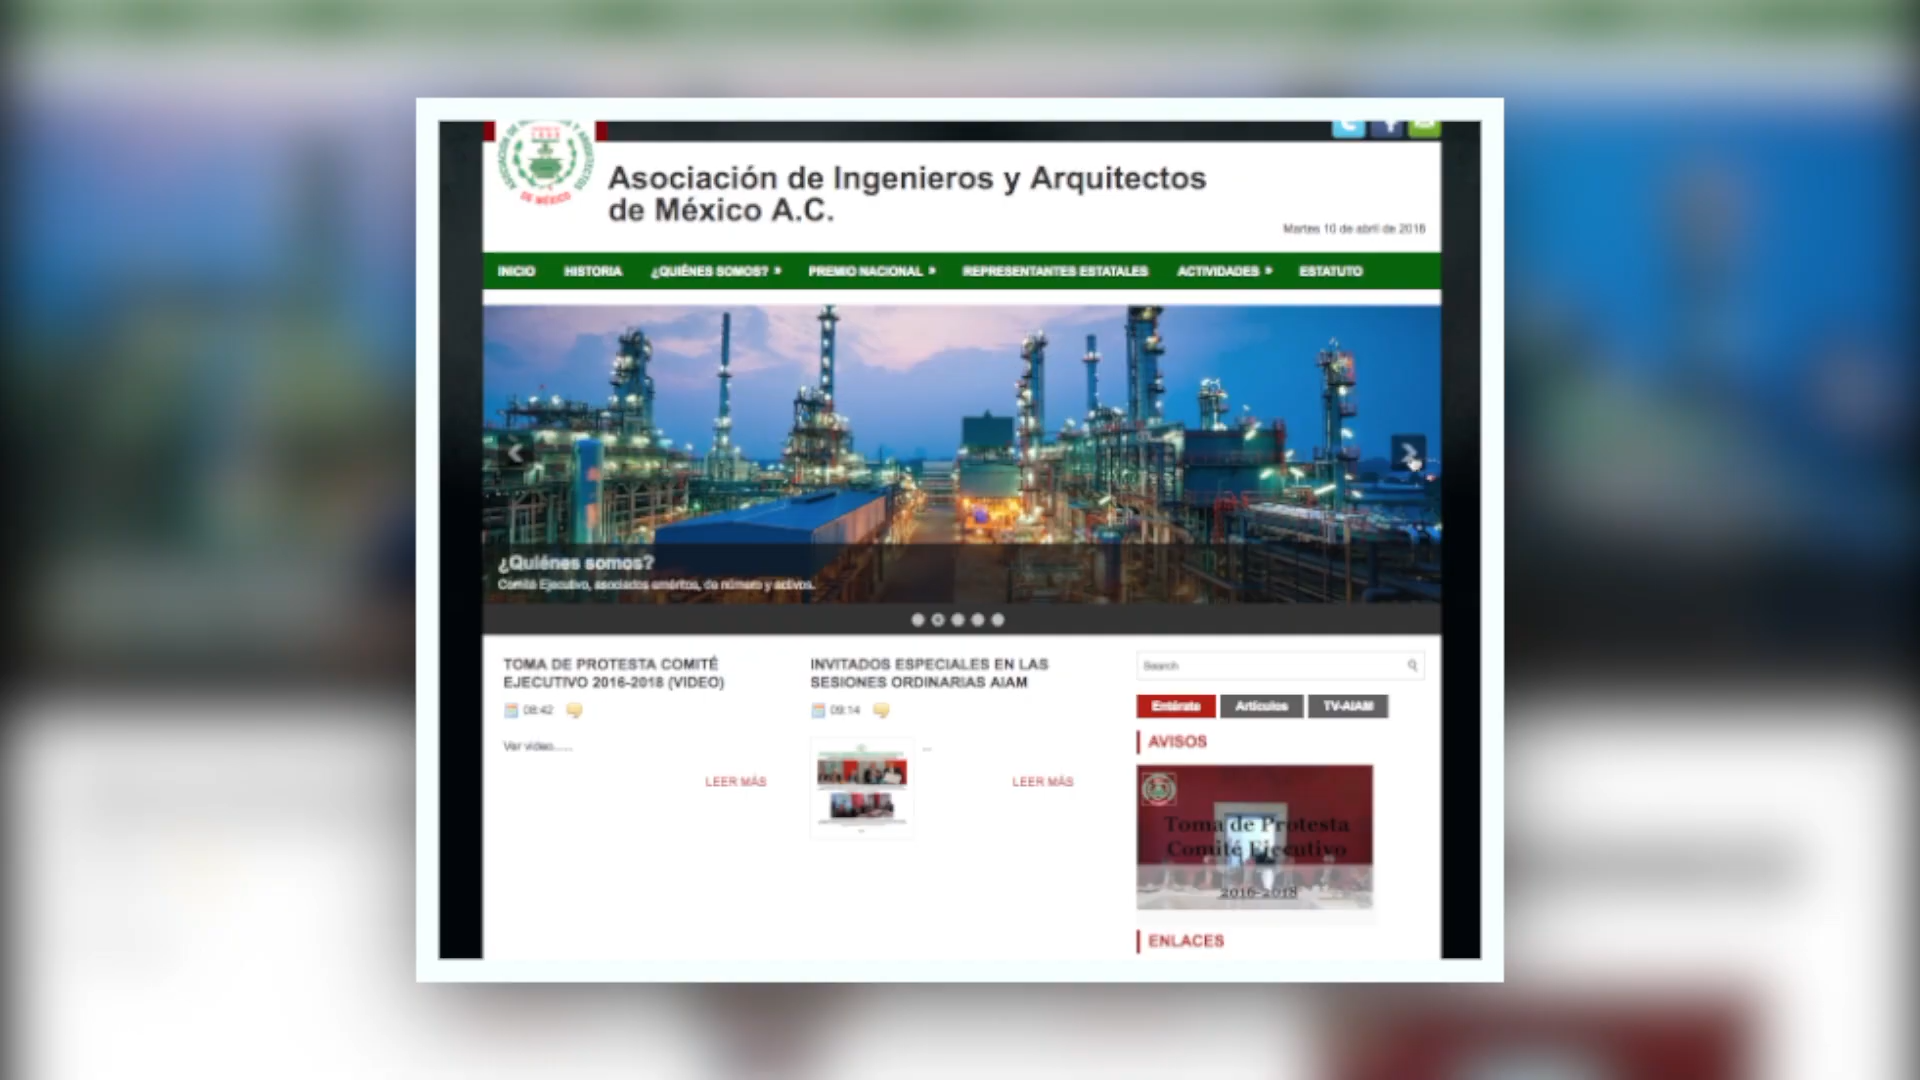 Asociación de Ingenieros y Arquitectos
de México A.C.
DE MÉXICO
Martes 10 de abril de 2018
INICIO HISTORIA ¿QUIÉNES SOMOS? » PREMIO NACIONAL » REPRESENTANTES ESTATALES ACTIVIDADES » ESTATUTO
¿Quiénes somos?
Comité Ejecutivo, asociados eméritos, de número y activos.
TOMA DE PROTESTA COMITÉ
EJECUTIVO 2016-2018 (VIDEO)
08:42
Ver video......
LEER MÁS
INVITADOS ESPECIALES EN LAS
SESIONES ORDINARIAS AIAM
09:14
...
LEER MÁS
Search
Entérate Artículos TV-AIAM
AVISOS
Toma de Protesta
Comité Ejecutivo
2016-2018
ENLACES